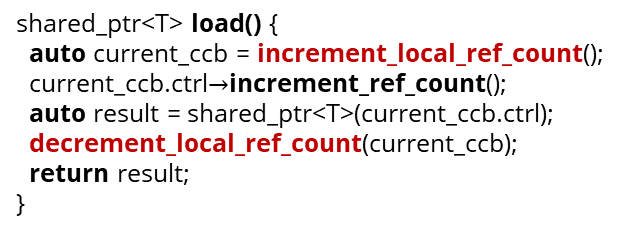 shared_ptr<T> load() {
auto current_ccb = increment_local_ref_count();
current_ccb.ctrl→increment_ref_count();
auto result = shared_ptr<T>(current_ccb.ctrl);
decrement_local_ref_count(current_ccb);
return result;
}